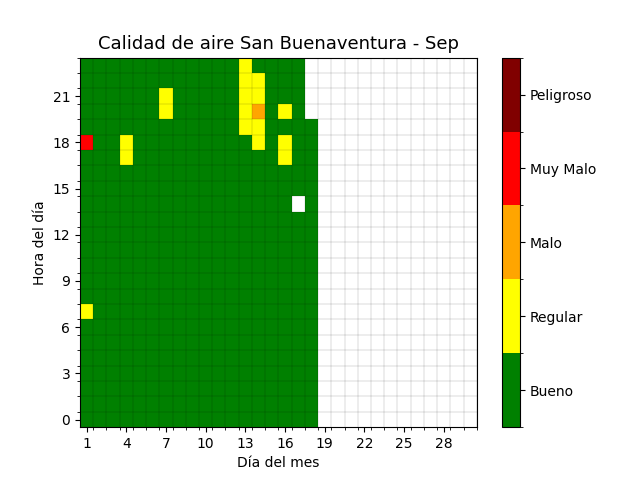 Calidad de aire San Buenaventura - Sep
Hora del día
21
18
15
12
9
6
3
0
1 4 7 10 13 16 19 22 25 28
Día del mes
Peligroso
Muy Malo
Malo
Regular
Bueno